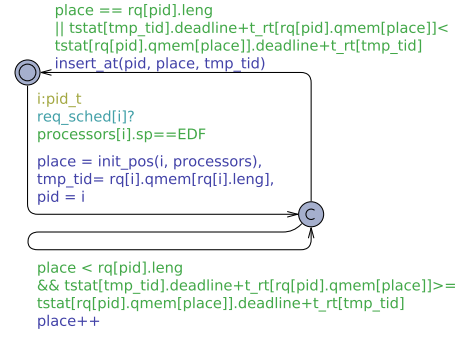 place == rq[pid].leng
|| tstat[tmp_tid].deadline+t_rt[rq[pid].qmem[place]]<
tstat[rq[pid].qmem[place]].deadline+t_rt[tmp_tid]
insert_at(pid, place, tmp_tid)
i:pid_t
req_sched[i]?
processors[i].sp==EDF
place = init_pos(i, processors),
tmp_tid= rq[i].qmem[rq[i].leng],
pid = i
C
place < rq[pid].leng
&& tstat[tmp_tid].deadline+t_rt[rq[pid].qmem[place]]>=
tstat[rq[pid].qmem[place]].deadline+t_rt[tmp_tid]
place++